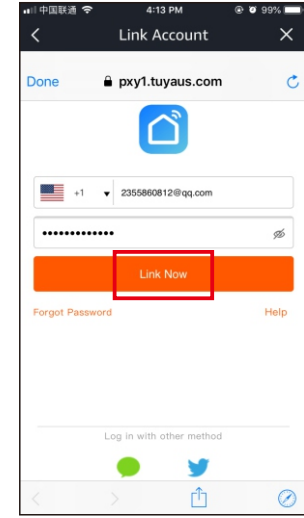 中国联通 4:13 PM 99%
Link Account
Done pxy1.tuyaus.com
+1 2355860812@qq.com
Link Now
Forgot Password Help
Log in with other method